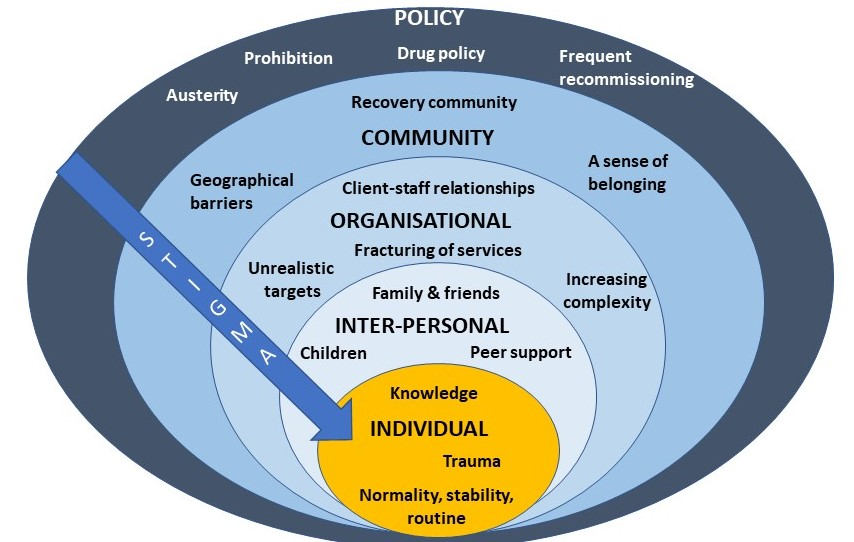 POLICY
Prohibition
Drug policy
Frequent
recommissioning
Austerity
Recovery community
COMMUNITY
A sense of
belonging
Geographical
barriers
Client-staff relationships
ORGANISATIONAL
Fracturing of services
Unrealistic
targets
Increasing
complexity
Family & friends
INTER-PERSONAL
Children
Peer support
STIGMA
Knowledge
INDIVIDUAL
Trauma
Normality, stability,
routine